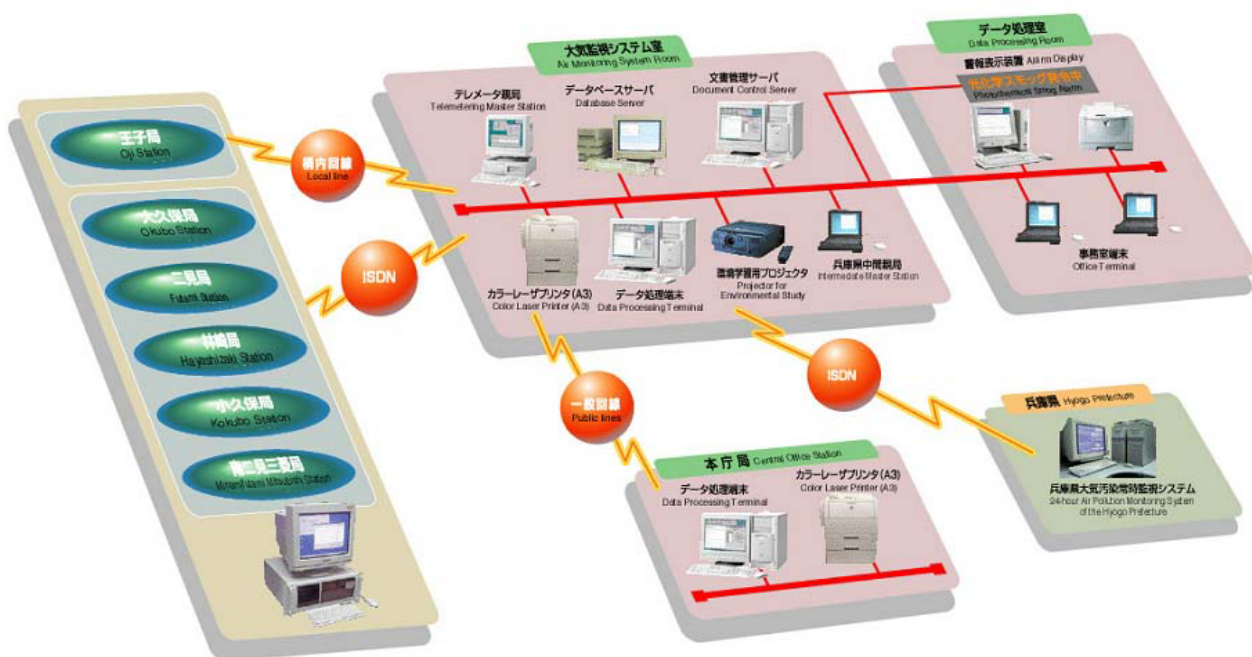 王子局
Oji Station
大久保局
Okubo Station
二見局
Futami Station
林崎局
Hayashizaki Station
小久保局
Kokubo Station
南二見三菱局
Minamifutami Mitsubishi Station
構内回線
Local line
ISDN
大気監視システム室
Air Monitoring System Room
テレメータ親局
Telemetering Master Station
データベースサーバ
Database Server
文書管理サーバ
Document Control Server
カラーレーザプリンタ(A3)
Color Laser Printer (A3)
データ処理端末
Data Processing Terminal
環境学習用プロジェクタ
Projector for
Environmental Study
兵庫県中間親局
Intermediate Master Station
データ処理室
Data Processing Room
警報表示装置 Alarm Display
光化学スモッグ発令中
Photochemical Smog Alarm
事務室端末
Office Terminal
一般回線
Public lines
ISDN
本庁局 Central Office Station
データ処理端末
Data Processing Terminal
カラーレーザプリンタ(A3)
Color Laser Printer (A3)
兵庫県 Hyogo Prefecture
兵庫県大気汚染常時監視システム
24-hour Air Pollution Monitoring System
of the Hyogo Prefecture